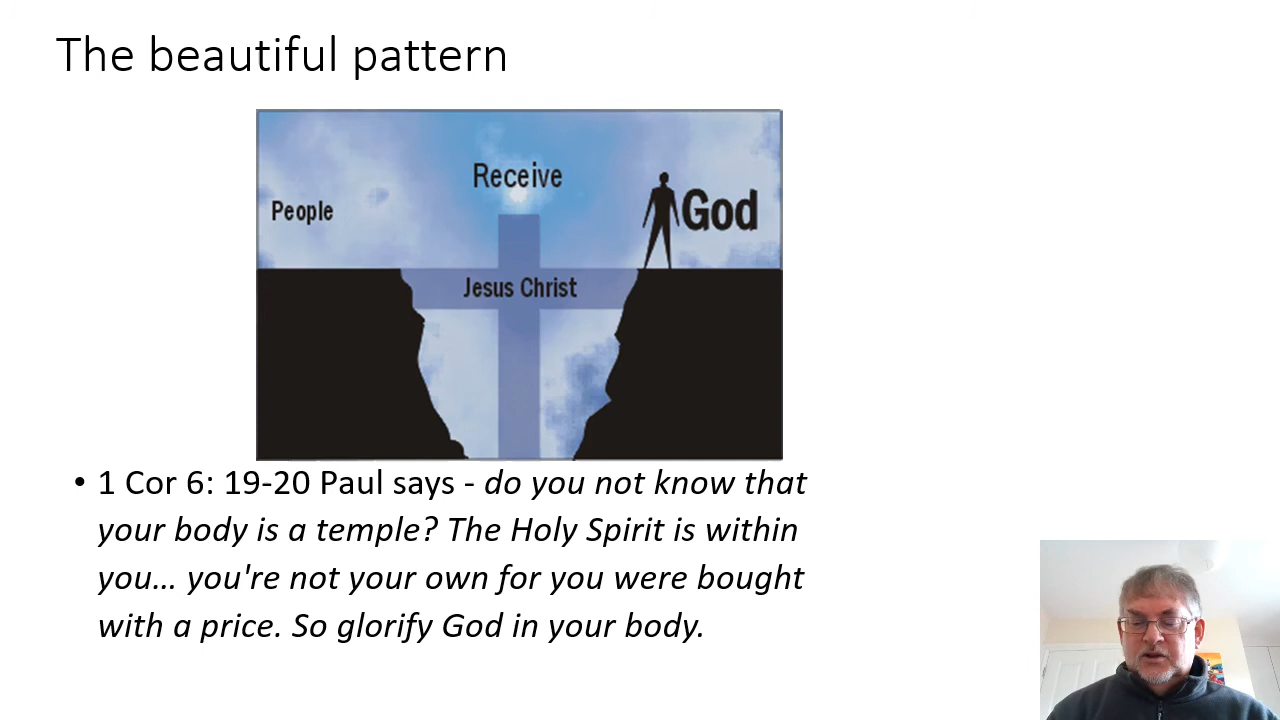 The beautiful pattern
Receive
People
God
Jesus Christ
• 1 Cor 6: 19-20 Paul says - do you not know that
your body is a temple? The Holy Spirit is within
you... you're not your own for you were bought
with a price. So glorify God in your body.